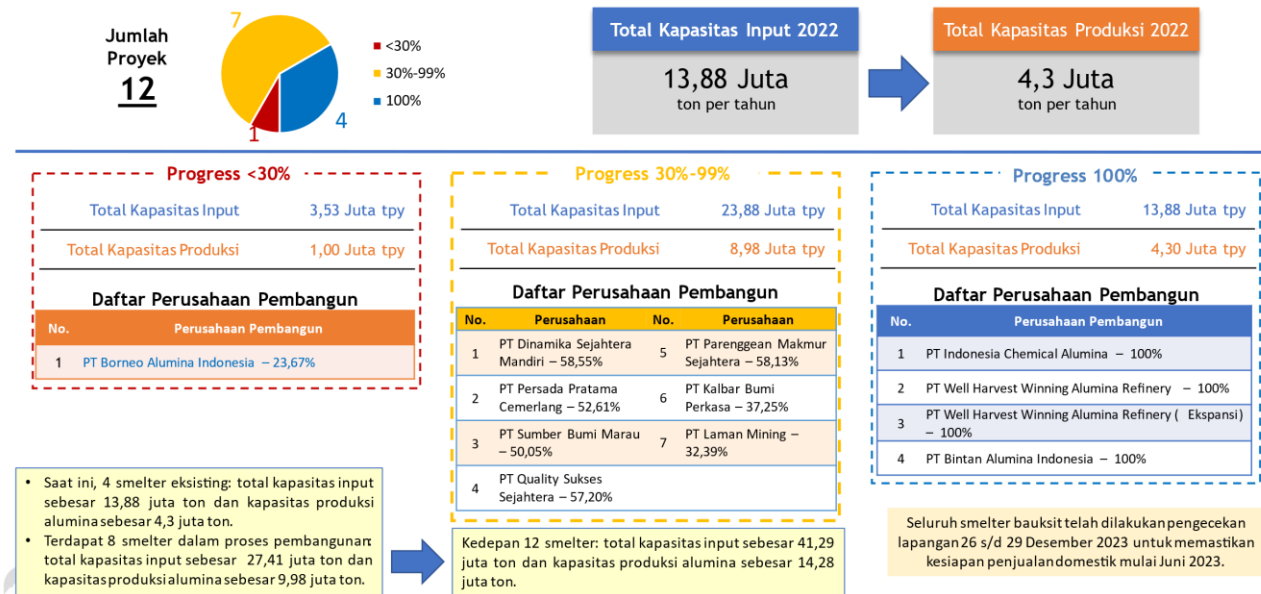 Jumlah
Proyek
12
7
1
4
<30%
30%-99%
100%
Total Kapasitas Input 2022
13,88 Juta
ton per tahun
Total Kapasitas Produksi 2022
4,3 Juta
ton per tahun
Progress <30%
Total Kapasitas Input 3,53 Juta tpy
Total Kapasitas Produksi 1,00 Juta tpy
Daftar Perusahaan Pembangun
No. Perusahaan Pembangun
1 PT Borneo Alumina Indonesia – 23,67%
Progress 30%-99%
Total Kapasitas Input 23,88 Juta tpy
Total Kapasitas Produksi 8,98 Juta tpy
Daftar Perusahaan Pembangun
No. Perusahaan No. Perusahaan
1 PT Dinamika Sejahtera
Mandiri – 58,55%
5 PT Parenggean Makmur
Sejahtera – 58,13%
2 PT Persada Pratama
Cemerlang – 52,61%
6 PT Kalbar Bumi
Perkasa – 37,25%
3 PT Sumber Bumi Marau
– 50,05%
7 PT Laman Mining –
32,39%
4 PT Quality Sukses
Sejahtera – 57,20%
Progress 100%
Total Kapasitas Input 13,88 Juta tpy
Total Kapasitas Produksi 4,30 Juta tpy
Daftar Perusahaan Pembangun
No. Perusahaan Pembangun
1 PT Indonesia Chemical Alumina – 100%
2 PT Well Harvest Winning Alumina Refinery – 100%
3 PT Well Harvest Winning Alumina Refinery ( Ekspansi)
– 100%
4 PT Bintan Alumina Indonesia – 100%
• Saat ini, 4 smelter eksisting: total kapasitas input
sebesar 13,88 juta ton dan kapasitas produksi
alumina sebesar 4,3 juta ton.
• Terdapat 8 smelter dalam proses pembangunan:
total kapasitas input sebesar 27,41 juta ton dan
kapasitas produksi alumina sebesar 9,98 juta ton.
Kedepan 12 smelter: total kapasitas input sebesar 41,29
juta ton dan kapasitas produksi alumina sebesar 14,28
juta ton.
Seluruh smelter bauksit telah dilakukan pengecekan
lapangan 26 s/d 29 Desember 2023 untuk memastikan
kesiapan penjualan domestik mulai Juni 2023.